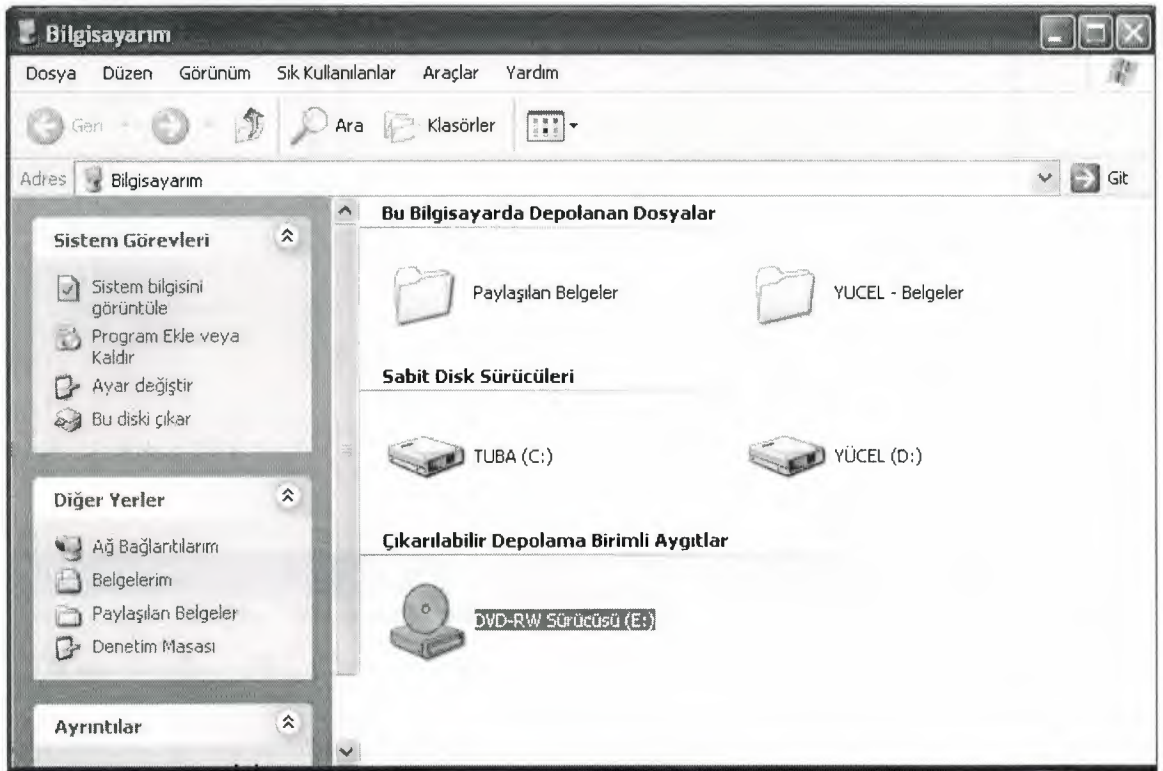 Bilgisayarım
Dosya Düzen Görünüm Sık Kullanılanlar Araçlar Yardım
Geri Ara Klasörler
Adres Bilgisayarım Git
Sistem Görevleri
Sistem bilgisini
görüntüle
Program Ekle veya
Kaldır
Ayar değiştir
Bu diski çıkar
Diğer Yerler
Ağ Bağlantılarım
Belgelerim
Paylaşılan Belgeler
Denetim Masası
Ayrıntılar
Bu Bilgisayarda Depolanan Dosyalar
Paylaşılan Belgeler
YUCEL - Belgeler
Sabit Disk Sürücüleri
TUBA (C:)
YÜCEL (D:)
Çıkarılabilir Depolama Birimli Aygıtlar
DVD-RW Sürücüsü (E:)